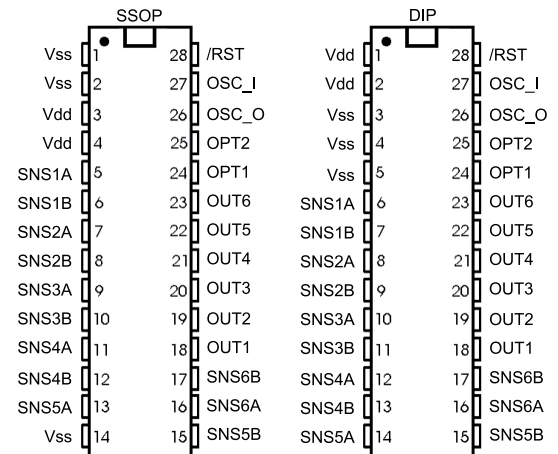 SSOP DIP
Vss 1 28 /RST Vdd 1 28 /RST
Vss 2 27 OSC_I Vdd 2 27 OSC_I
Vdd 3 26 OSC_O Vss 3 26 OSC_O
Vdd 4 25 OPT2 Vss 4 25 OPT2
SNS1A 5 24 OPT1 Vss 5 24 OPT1
SNS1B 6 23 OUT6 SNS1A 6 23 OUT6
SNS2A 7 22 OUT5 SNS1B 7 22 OUT5
SNS2B 8 21 OUT4 SNS2A 8 21 OUT4
SNS3A 9 20 OUT3 SNS2B 9 20 OUT3
SNS3B 10 19 OUT2 SNS3A 10 19 OUT2
SNS4A 11 18 OUT1 SNS3B 11 18 OUT1
SNS4B 12 17 SNS6B SNS4A 12 17 SNS6B
SNS5A 13 16 SNS6A SNS4B 13 16 SNS6A
Vss 14 15 SNS5B SNS5A 14 15 SNS5B